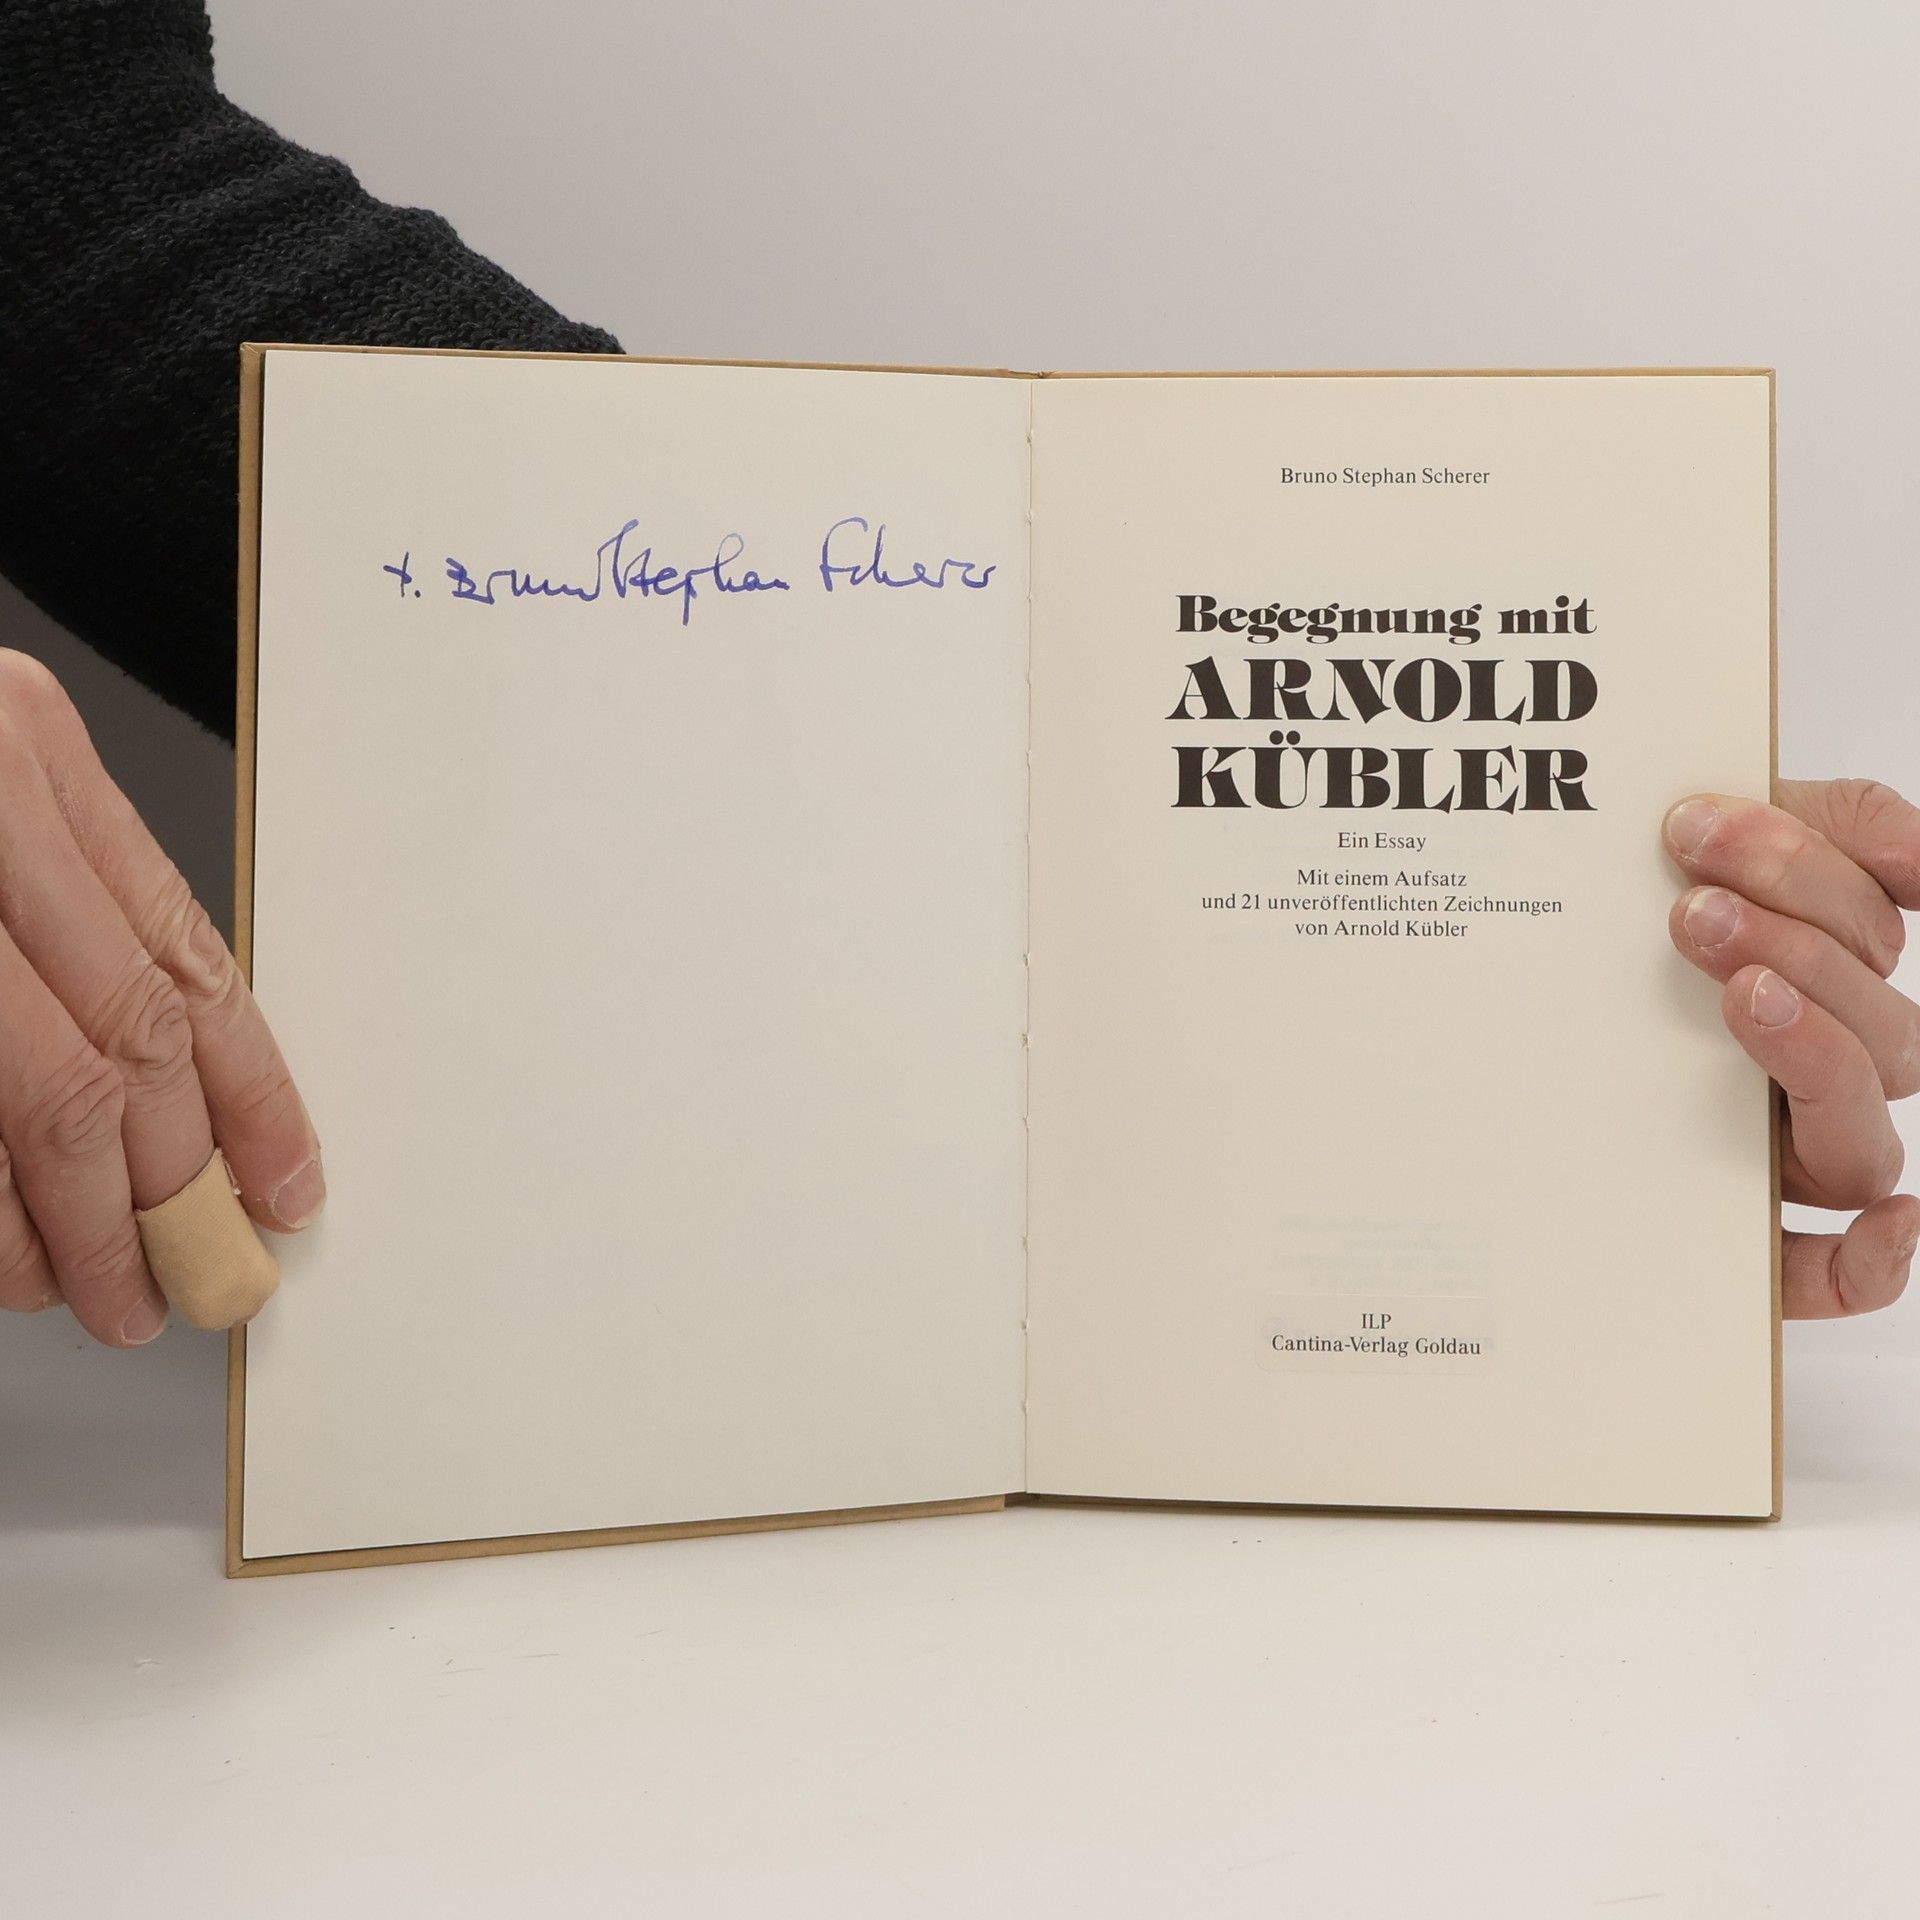 P. Bruno Stephan Scherer
Bruno Stephan Scherer
Begegnung mit
ARNOLD
KÜBLER
Ein Essay
Mit einem Aufsatz
und 21 unveröffentlichten Zeichnungen
von Arnold Kübler
ILP
Cantina-Verlag Goldau